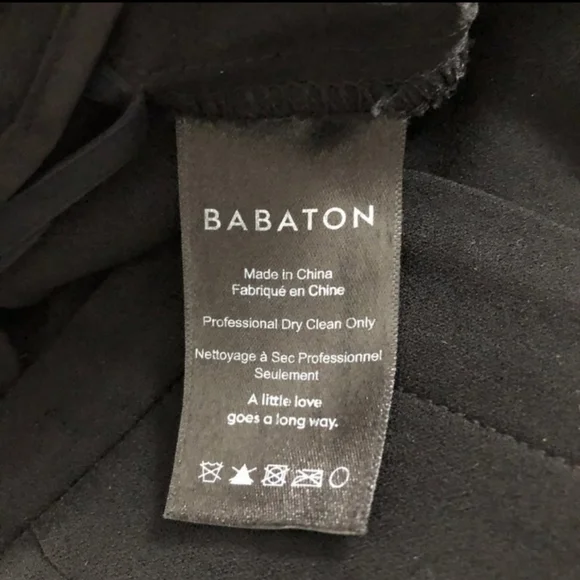 BABATON
Made in China
Fabriqué en Chine
Professional Dry Clean Only
Nettoyage à Sec Professionnel
Seulement
A little love
goes a long way.